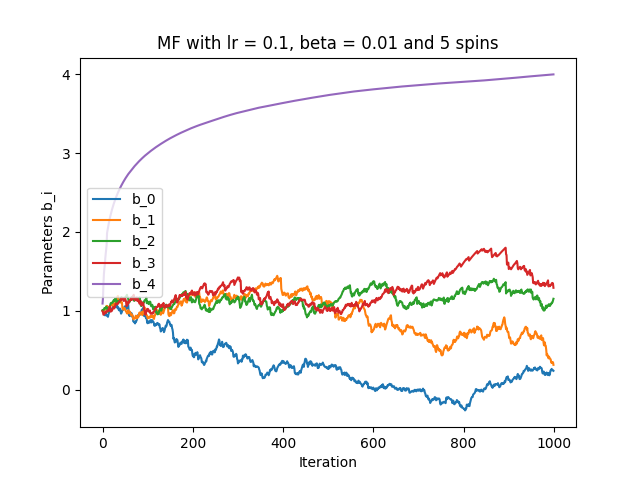 MF with lr = 0.1, beta = 0.01 and 5 spins
4
3
2
1
0
Parameters b_i
b_0
b_1
b_2
b_3
b_4
0
200
400
600
800
1000
Iteration